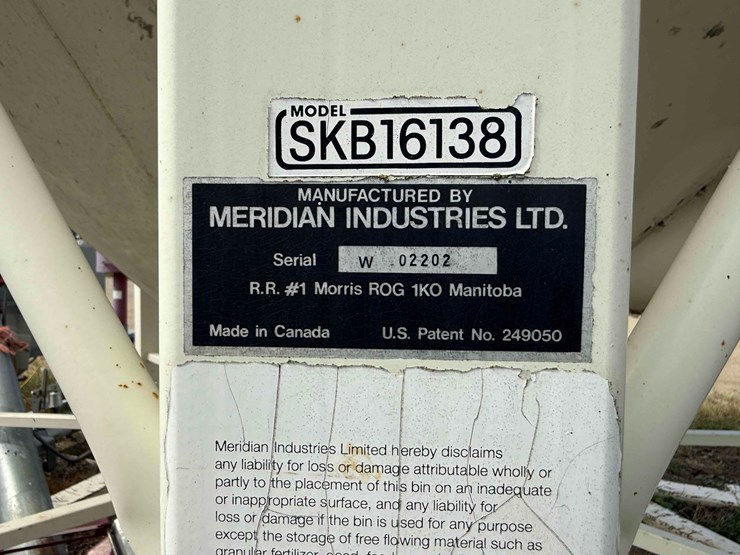 MODEL
SKB16138
MANUFACTURED BY
MERIDIAN INDUSTRIES LTD.
Serial W 02202
R.R. #1 Morris ROG 1KO Manitoba
Made in Canada U.S. Patent No. 249050
Meridian Industries Limited hereby disclaims
any liability for loss or damage attributable wholly or
partly to the placement of this bin on an inadequate
or inappropriate surface, and any liability for
loss or damage if the bin is used for any purpose
except the storage of free flowing material such as
granular fertilizer